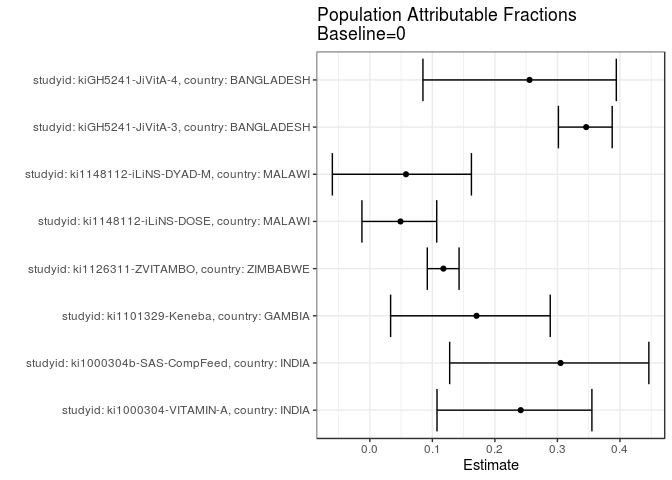 Population Attributable Fractions
Baseline=0
studyid: kiGH5241-JiVitA-4, country: BANGLADESH
studyid: kiGH5241-JiVitA-3, country: BANGLADESH
studyid: ki1148112-iLiNS-DYAD-M, country: MALAWI
studyid: ki1148112-iLiNS-DOSE, country: MALAWI
studyid: ki1126311-ZVITAMBO, country: ZIMBABWE
studyid: ki1101329-Keneba, country: GAMBIA
studyid: ki1000304b-SAS-CompFeed, country: INDIA
studyid: ki1000304-VITAMIN-A, country: INDIA
0.0 0.1 0.2 0.3 0.4
Estimate